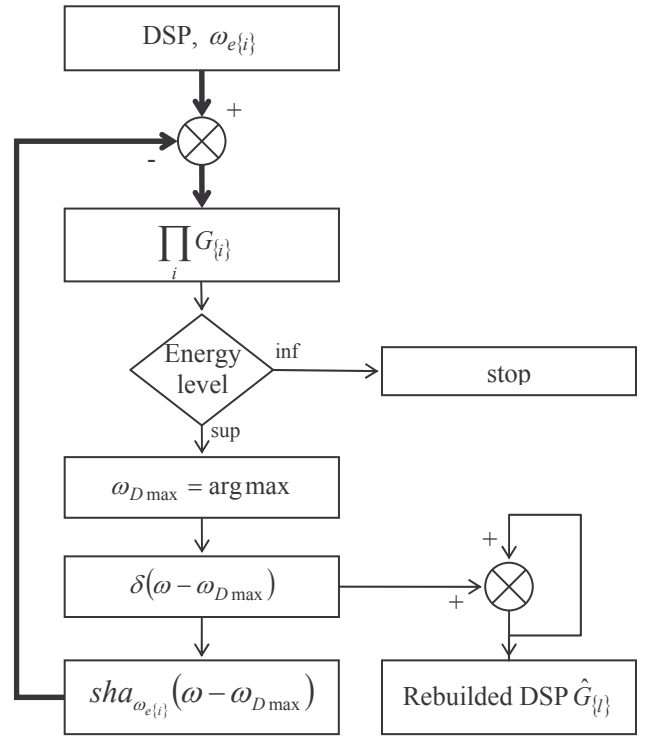 DSP, ω_{e{i}}
+
-
∏_i G_{{i}}
Energy
level
inf
stop
sup
ω_{D max} = arg max
δ(ω − ω_{D max})
+
+
sha_{ω_{e{i}}}(ω − ω_{D max})
Rebuilded DSP Ĝ_{{l}}